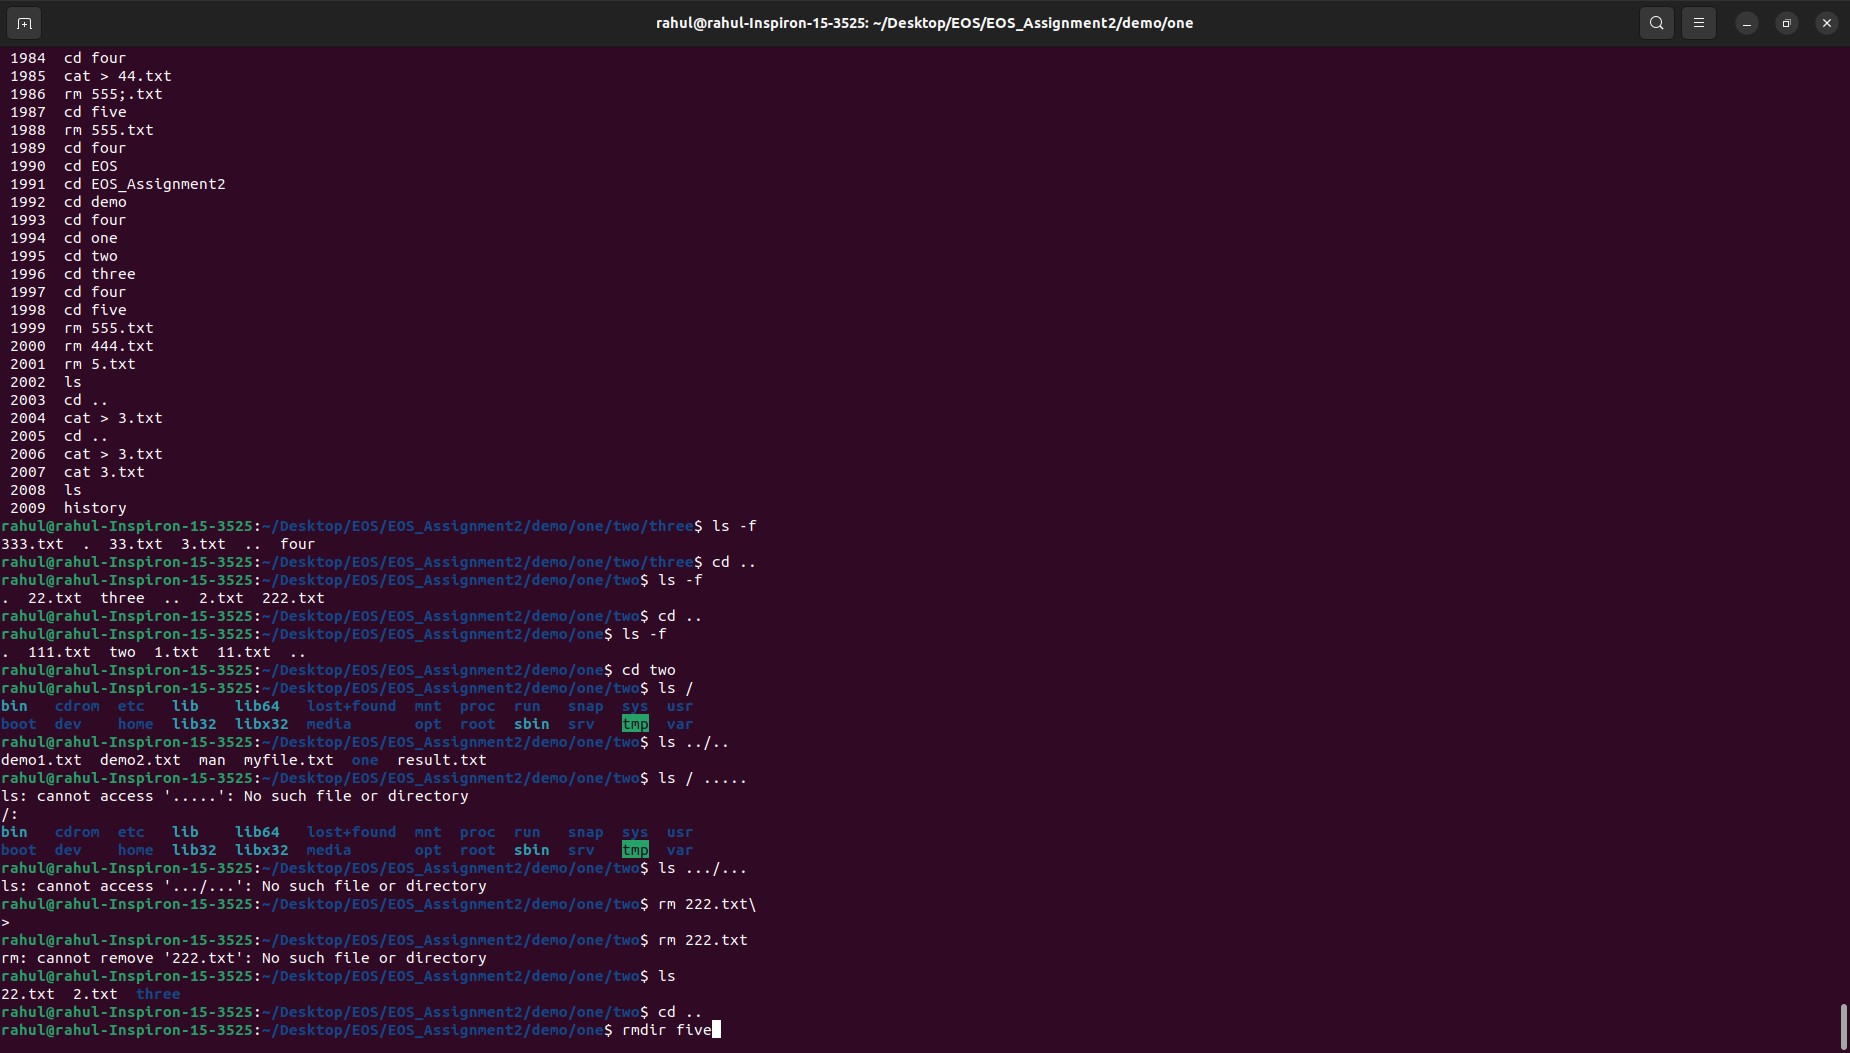 rahul@rahul-Inspiron-15-3525: ~/Desktop/EOS/EOS_Assignment2/demo/one
1984  cd four
1985  cat > 44.txt
1986  rm 555;.txt
1987  cd five
1988  rm 555.txt
1989  cd four
1990  cd EOS
1991  cd EOS_Assignment2
1992  cd demo
1993  cd four
1994  cd one
1995  cd two
1996  cd three
1997  cd four
1998  cd five
1999  rm 555.txt
2000  rm 444.txt
2001  rm 5.txt
2002  ls
2003  cd ..
2004  cat > 3.txt
2005  cd ..
2006  cat > 3.txt
2007  cat 3.txt
2008  ls
2009  history
rahul@rahul-Inspiron-15-3525:~/Desktop/EOS/EOS_Assignment2/demo/one/two/three$ ls -f
333.txt  .  33.txt  3.txt  ..  four
rahul@rahul-Inspiron-15-3525:~/Desktop/EOS/EOS_Assignment2/demo/one/two/three$ cd ..
rahul@rahul-Inspiron-15-3525:~/Desktop/EOS/EOS_Assignment2/demo/one/two$ ls -f
.  22.txt  three  ..  2.txt  222.txt
rahul@rahul-Inspiron-15-3525:~/Desktop/EOS/EOS_Assignment2/demo/one/two$ cd ..
rahul@rahul-Inspiron-15-3525:~/Desktop/EOS/EOS_Assignment2/demo/one$ ls -f
.  111.txt  two  1.txt  11.txt  ..
rahul@rahul-Inspiron-15-3525:~/Desktop/EOS/EOS_Assignment2/demo/one$ cd two
rahul@rahul-Inspiron-15-3525:~/Desktop/EOS/EOS_Assignment2/demo/one/two$ ls /
bin   cdrom  etc   lib    lib64   lost+found  mnt  proc  run   snap  sys  usr
boot  dev    home  lib32  libx32  media       opt  root  sbin  srv   tmp  var
rahul@rahul-Inspiron-15-3525:~/Desktop/EOS/EOS_Assignment2/demo/one/two$ ls ../..
demo1.txt  demo2.txt  man  myfile.txt  one  result.txt
rahul@rahul-Inspiron-15-3525:~/Desktop/EOS/EOS_Assignment2/demo/one/two$ ls / .....
ls: cannot access '.....': No such file or directory
/:
bin   cdrom  etc   lib    lib64   lost+found  mnt  proc  run   snap  sys  usr
boot  dev    home  lib32  libx32  media       opt  root  sbin  srv   tmp  var
rahul@rahul-Inspiron-15-3525:~/Desktop/EOS/EOS_Assignment2/demo/one/two$ ls .../...
ls: cannot access '.../...': No such file or directory
rahul@rahul-Inspiron-15-3525:~/Desktop/EOS/EOS_Assignment2/demo/one/two$ rm 222.txt\
>
rahul@rahul-Inspiron-15-3525:~/Desktop/EOS/EOS_Assignment2/demo/one/two$ rm 222.txt
rm: cannot remove '222.txt': No such file or directory
rahul@rahul-Inspiron-15-3525:~/Desktop/EOS/EOS_Assignment2/demo/one/two$ ls
22.txt  2.txt  three
rahul@rahul-Inspiron-15-3525:~/Desktop/EOS/EOS_Assignment2/demo/one/two$ cd ..
rahul@rahul-Inspiron-15-3525:~/Desktop/EOS/EOS_Assignment2/demo/one$ rmdir five